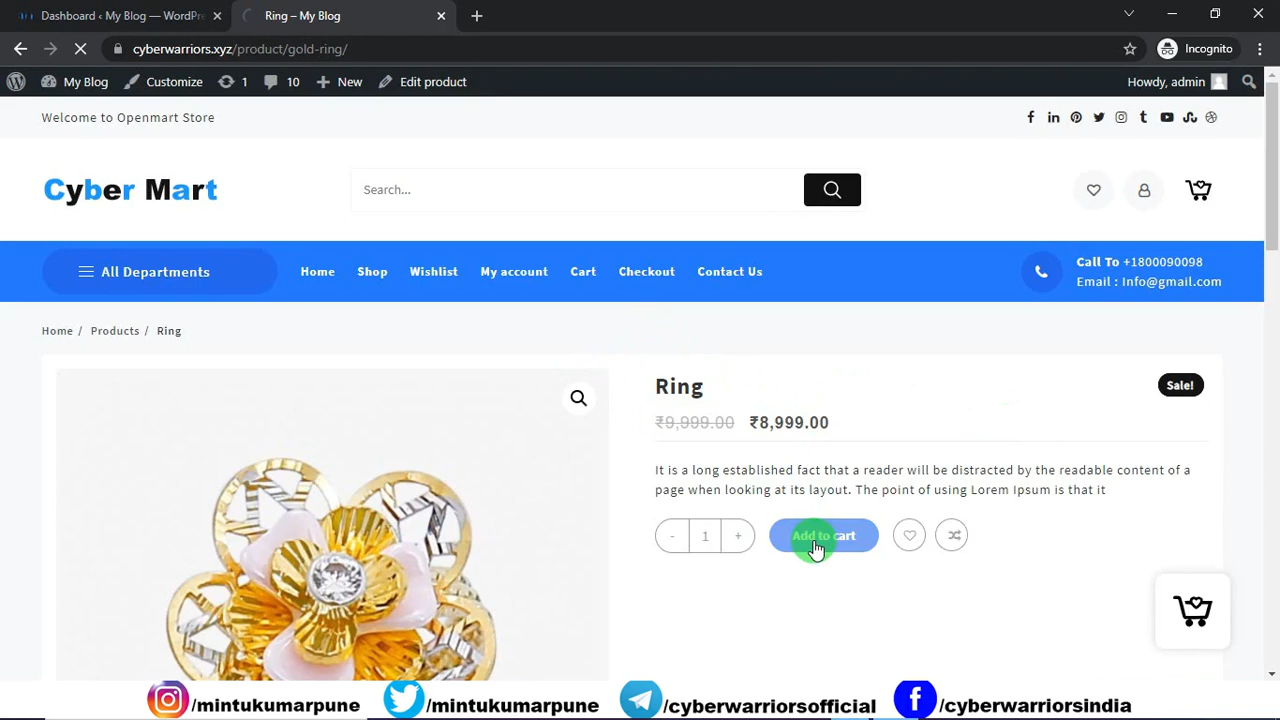 Dashboard ‹ My Blog — WordPre
Ring – My Blog
cyberwarriors.xyz/product/gold-ring/
Incognito
My Blog
Customize
1
10
New
Edit product
Howdy, admin
Welcome to Openmart Store
Cyber Mart
Search...
All Departments
Home
Shop
Wishlist
My account
Cart
Checkout
Contact Us
Call To +1800090098
Email : Info@gmail.com
Home / Products / Ring
Ring
Sale!
₹9,999.00 ₹8,999.00
It is a long established fact that a reader will be distracted by the readable content of a
page when looking at its layout. The point of using Lorem Ipsum is that it
- 1 +
Add to cart
/mintukumarpune
/mintukumarpune
/cyberwarriorsofficial
/cyberwarriorsindia